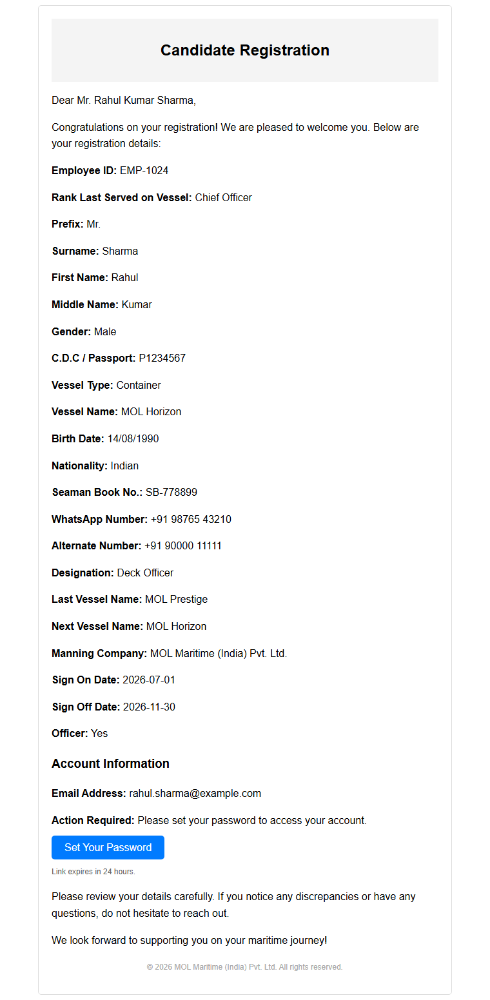 Candidate Registration
Dear Mr. Rahul Kumar Sharma,
Congratulations on your registration! We are pleased to welcome you. Below are
your registration details:
Employee ID: EMP-1024
Rank Last Served on Vessel: Chief Officer
Prefix: Mr.
Surname: Sharma
First Name: Rahul
Middle Name: Kumar
Gender: Male
C.D.C / Passport: P1234567
Vessel Type: Container
Vessel Name: MOL Horizon
Birth Date: 14/08/1990
Nationality: Indian
Seaman Book No.: SB-778899
WhatsApp Number: +91 98765 43210
Alternate Number: +91 90000 11111
Designation: Deck Officer
Last Vessel Name: MOL Prestige
Next Vessel Name: MOL Horizon
Manning Company: MOL Maritime (India) Pvt. Ltd.
Sign On Date: 2026-07-01
Sign Off Date: 2026-11-30
Officer: Yes
Account Information
Email Address: rahul.sharma@example.com
Action Required: Please set your password to access your account.
Set Your Password
Link expires in 24 hours.
Please review your details carefully. If you notice any discrepancies or have any
questions, do not hesitate to reach out.
We look forward to supporting you on your maritime journey!
© 2026 MOL Maritime (India) Pvt. Ltd. All rights reserved.